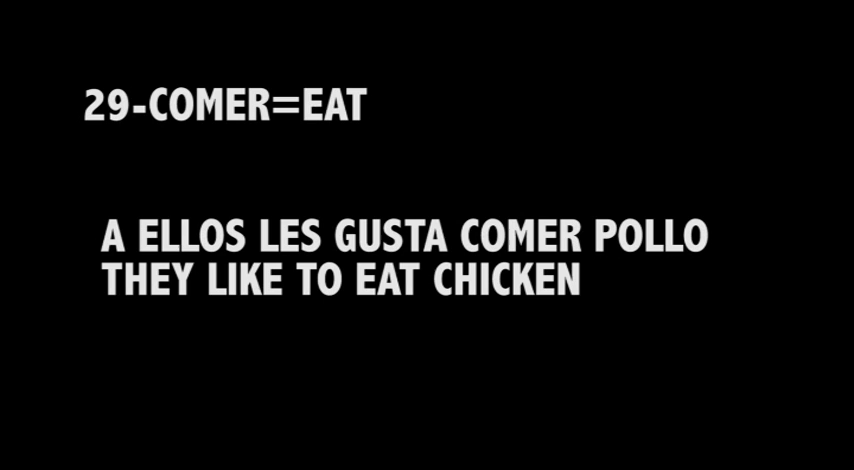 29-COMER=EAT
A ELLOS LES GUSTA COMER POLLO
THEY LIKE TO EAT CHICKEN